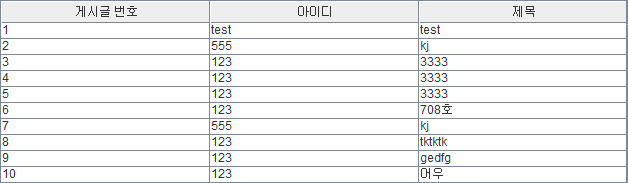 게시글 번호 아이디 제목
1 test test
2 555 kj
3 123 3333
4 123 3333
5 123 3333
6 123 708호
7 555 kj
8 123 tktktk
9 123 gedfg
10 123 어우